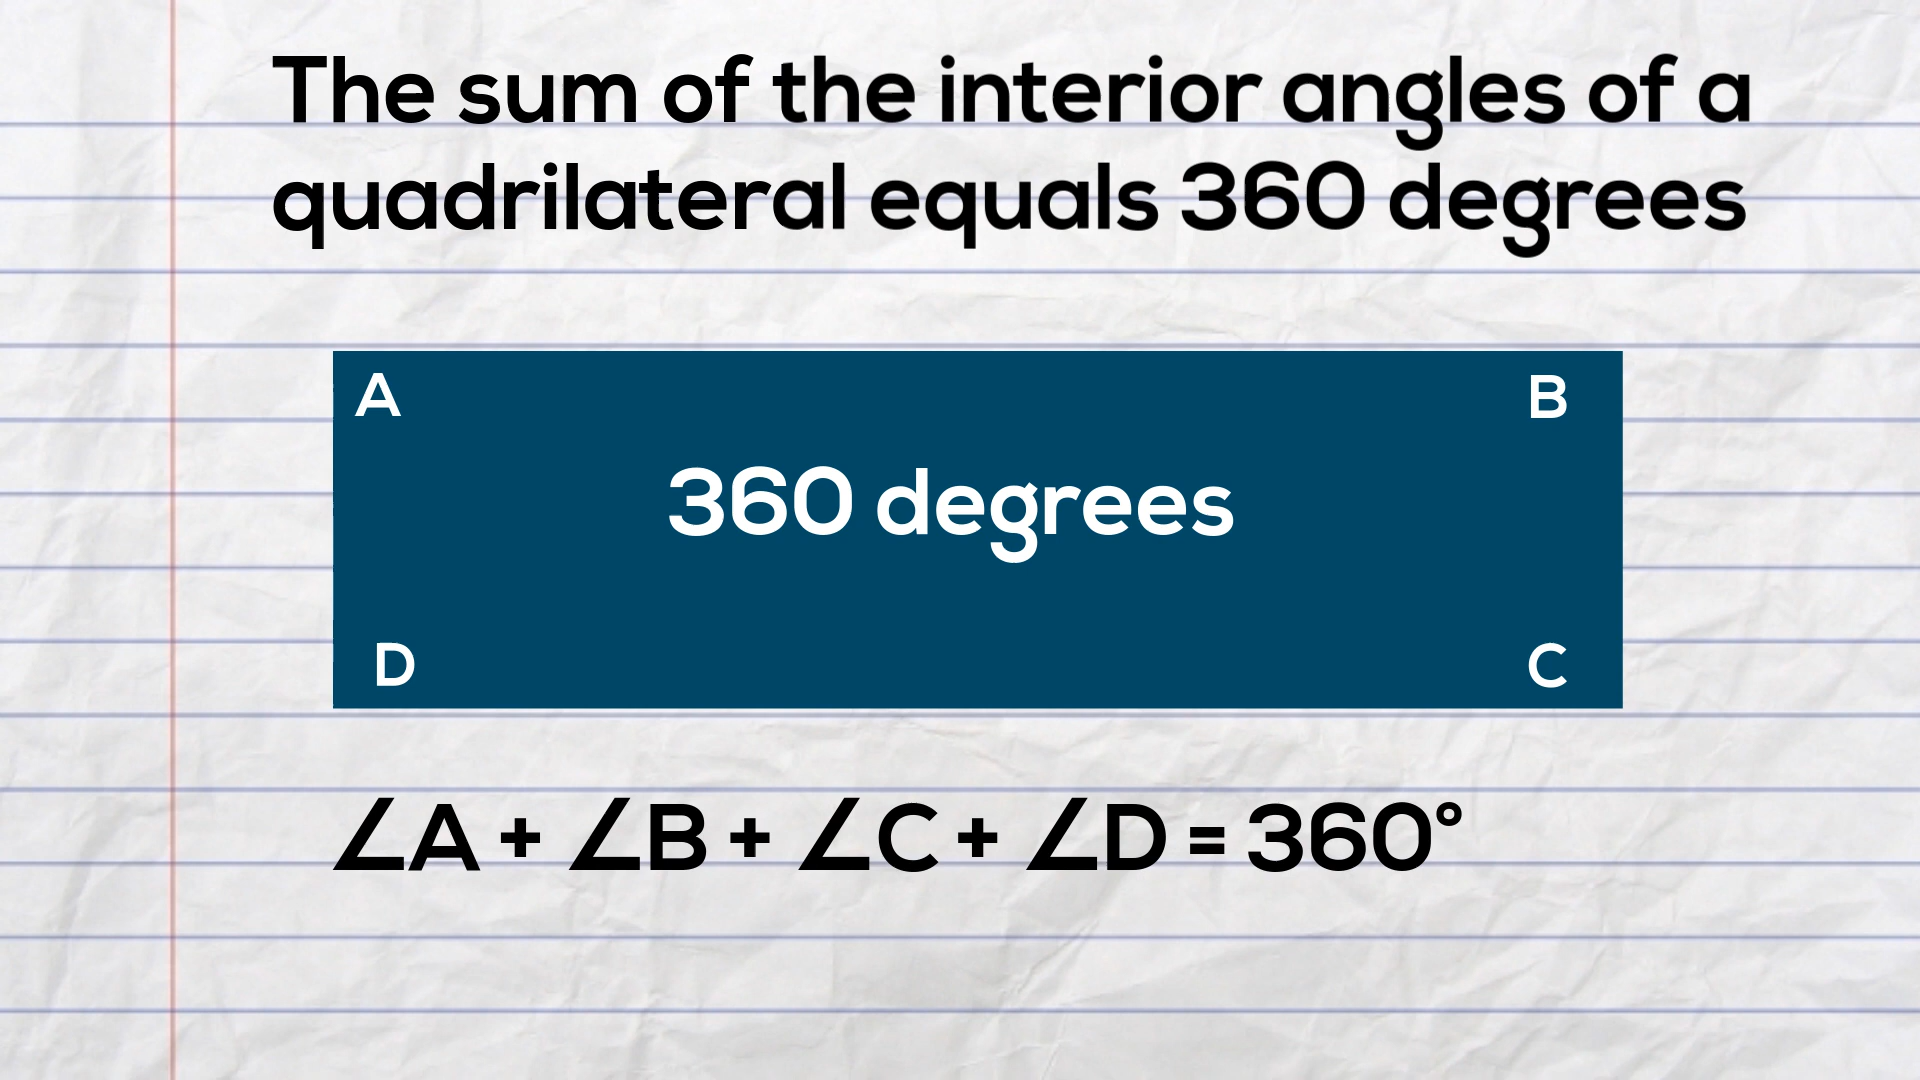 The sum of the interior angles of a
quadrilateral equals 360 degrees
A B
360 degrees
D C
∠A + ∠B + ∠C + ∠D = 360°